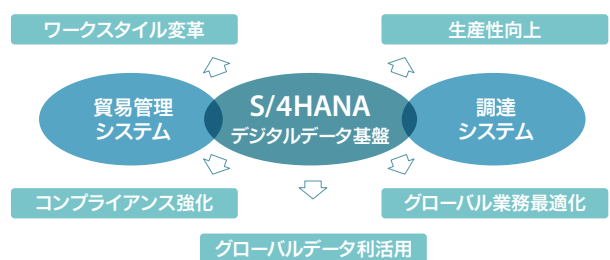 ワークスタイル変革
生産性向上
貿易管理
システム
S/4HANA
デジタルデータ基盤
調達
システム
コンプライアンス強化
グローバル業務最適化
グローバルデータ利活用